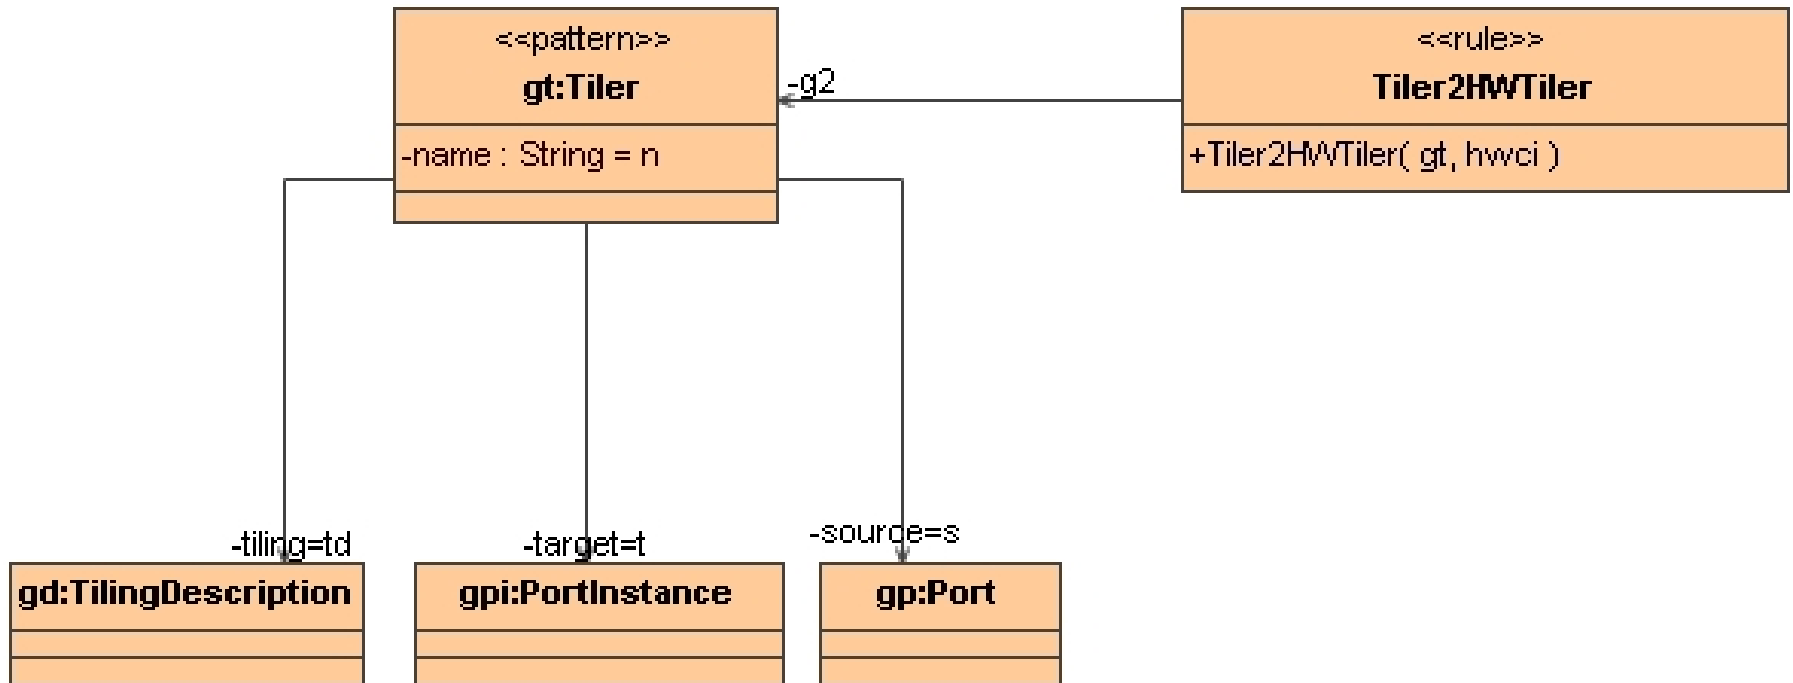 <<pattern>>
gt:Tiler
-name : String = n
-g2
<<rule>>
Tiler2HWTiler
+Tiler2HWTiler( gt, hwci )
-tiling=td
-target=t
-source=s
gd:TilingDescription
gpi:PortInstance
gp:Port